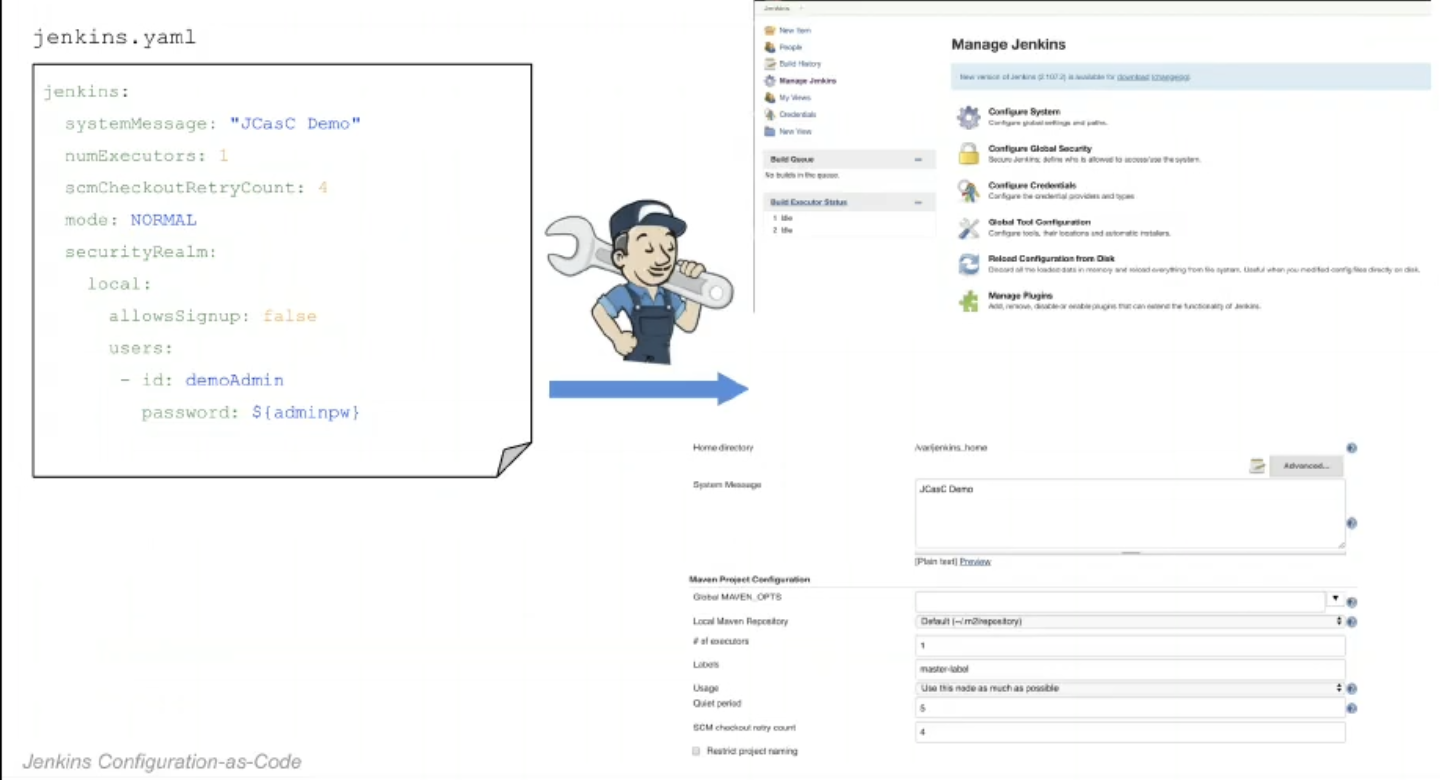 jenkins.yaml
jenkins:
systemMessage: "JCasC Demo"
numExecutors: 1
scmCheckoutRetryCount: 4
mode: NORMAL
securityRealm:
local:
allowsSignup: false
users:
- id: demoAdmin
password: ${adminpw}
Jenkins
New Item
People
Build History
Manage Jenkins
My Views
Credentials
New View
Build Queue
No builds in the queue.
Build Executor Status
1 Idle
2 Idle
Manage Jenkins
New version of Jenkins (2.107.2) is available for download (changelog).
Configure System
Configure global settings and paths.
Configure Global Security
Secure Jenkins; define who is allowed to access/use the system.
Configure Credentials
Configure the credential providers and types
Global Tool Configuration
Configure tools, their locations and automatic installers.
Reload Configuration from Disk
Discard all the loaded data in memory and reload everything from file system. Useful when you modified config files directly on disk.
Manage Plugins
Add, remove, disable or enable plugins that can extend the functionality of Jenkins.
Home directory /var/jenkins_home
Advanced...
System Message JCasC Demo
[Plain text] Preview
Maven Project Configuration
Global MAVEN_OPTS
Local Maven Repository Default (~/.m2/repository)
# of executors 1
Labels master-label
Usage Use this node as much as possible
Quiet period 5
SCM checkout retry count 4
Restrict project naming
Jenkins Configuration-as-Code